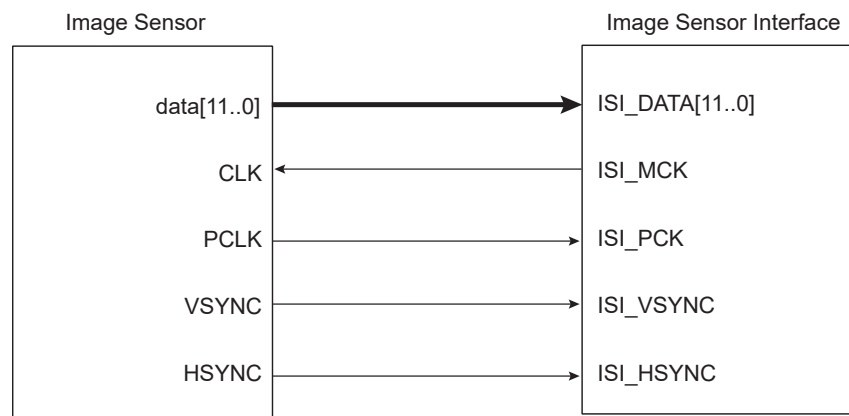 Image Sensor
Image Sensor Interface
data[11..0]
ISI_DATA[11..0]
CLK
ISI_MCK
PCLK
ISI_PCK
VSYNC
ISI_VSYNC
HSYNC
ISI_HSYNC